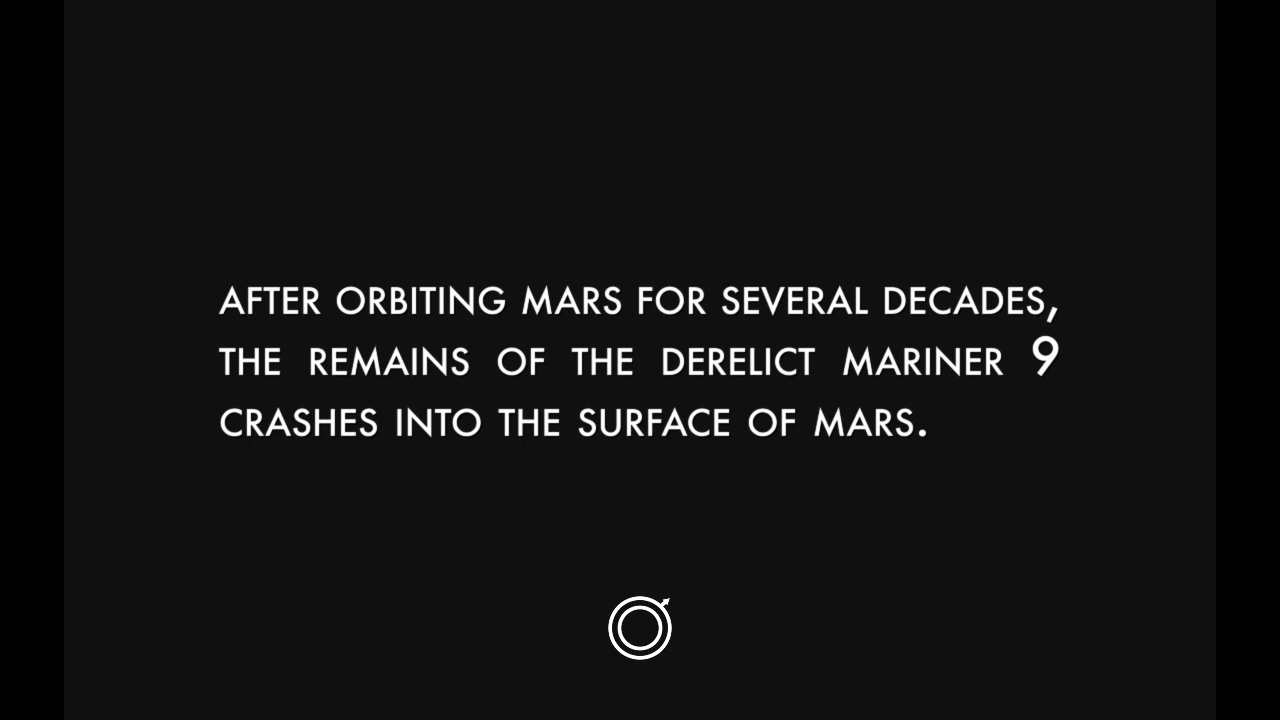 AFTER ORBITING MARS FOR SEVERAL DECADES,
THE REMAINS OF THE DERELICT MARINER 9
CRASHES INTO THE SURFACE OF MARS.